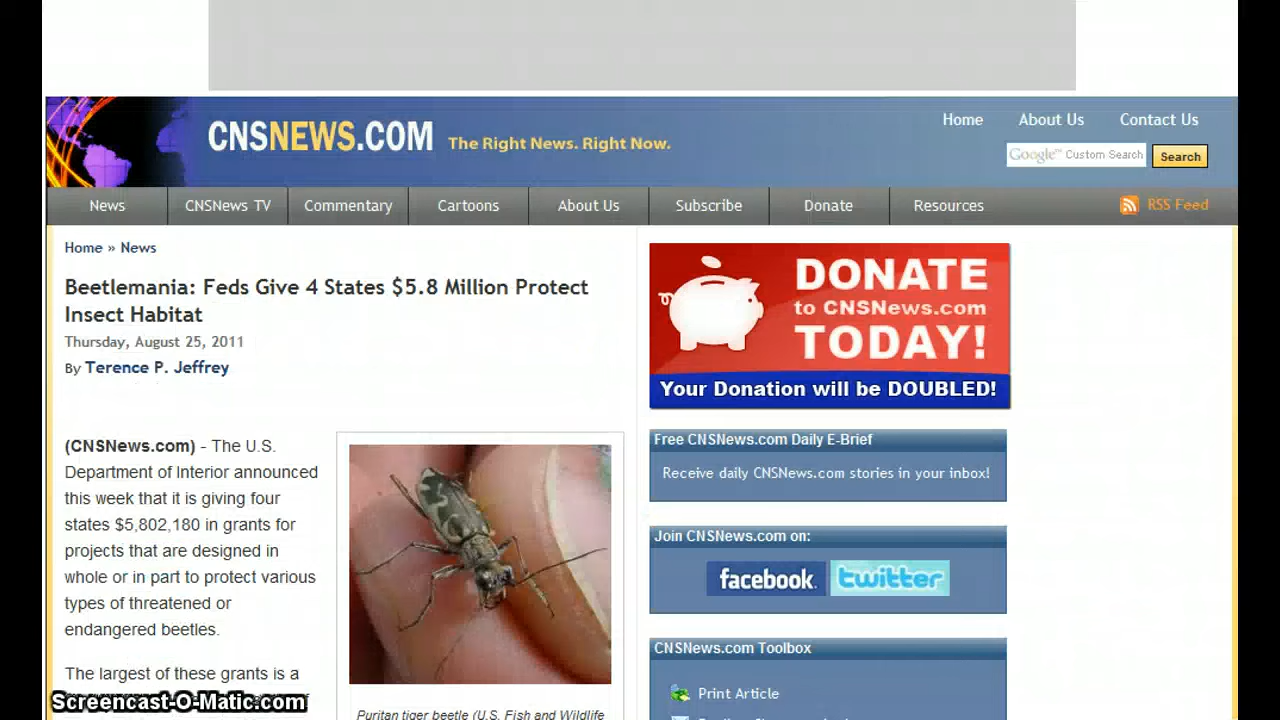 CNSNEWS.COM The Right News. Right Now.
Home About Us Contact Us
Google™ Custom Search Search
News CNSNews TV Commentary Cartoons About Us Subscribe Donate Resources RSS Feed
Home » News
Beetlemania: Feds Give 4 States $5.8 Million Protect
Insect Habitat
Thursday, August 25, 2011
By Terence P. Jeffrey
(CNSNews.com) - The U.S.
Department of Interior announced
this week that it is giving four
states $5,802,180 in grants for
projects that are designed in
whole or in part to protect various
types of threatened or
endangered beetles.
The largest of these grants is a
Puritan tiger beetle (U.S. Fish and Wildlife
DONATE
to CNSNews.com
TODAY!
Your Donation will be DOUBLED!
Free CNSNews.com Daily E-Brief
Receive daily CNSNews.com stories in your inbox!
Join CNSNews.com on:
facebook. twitter
CNSNews.com Toolbox
Print Article
Screencast-O-Matic.com